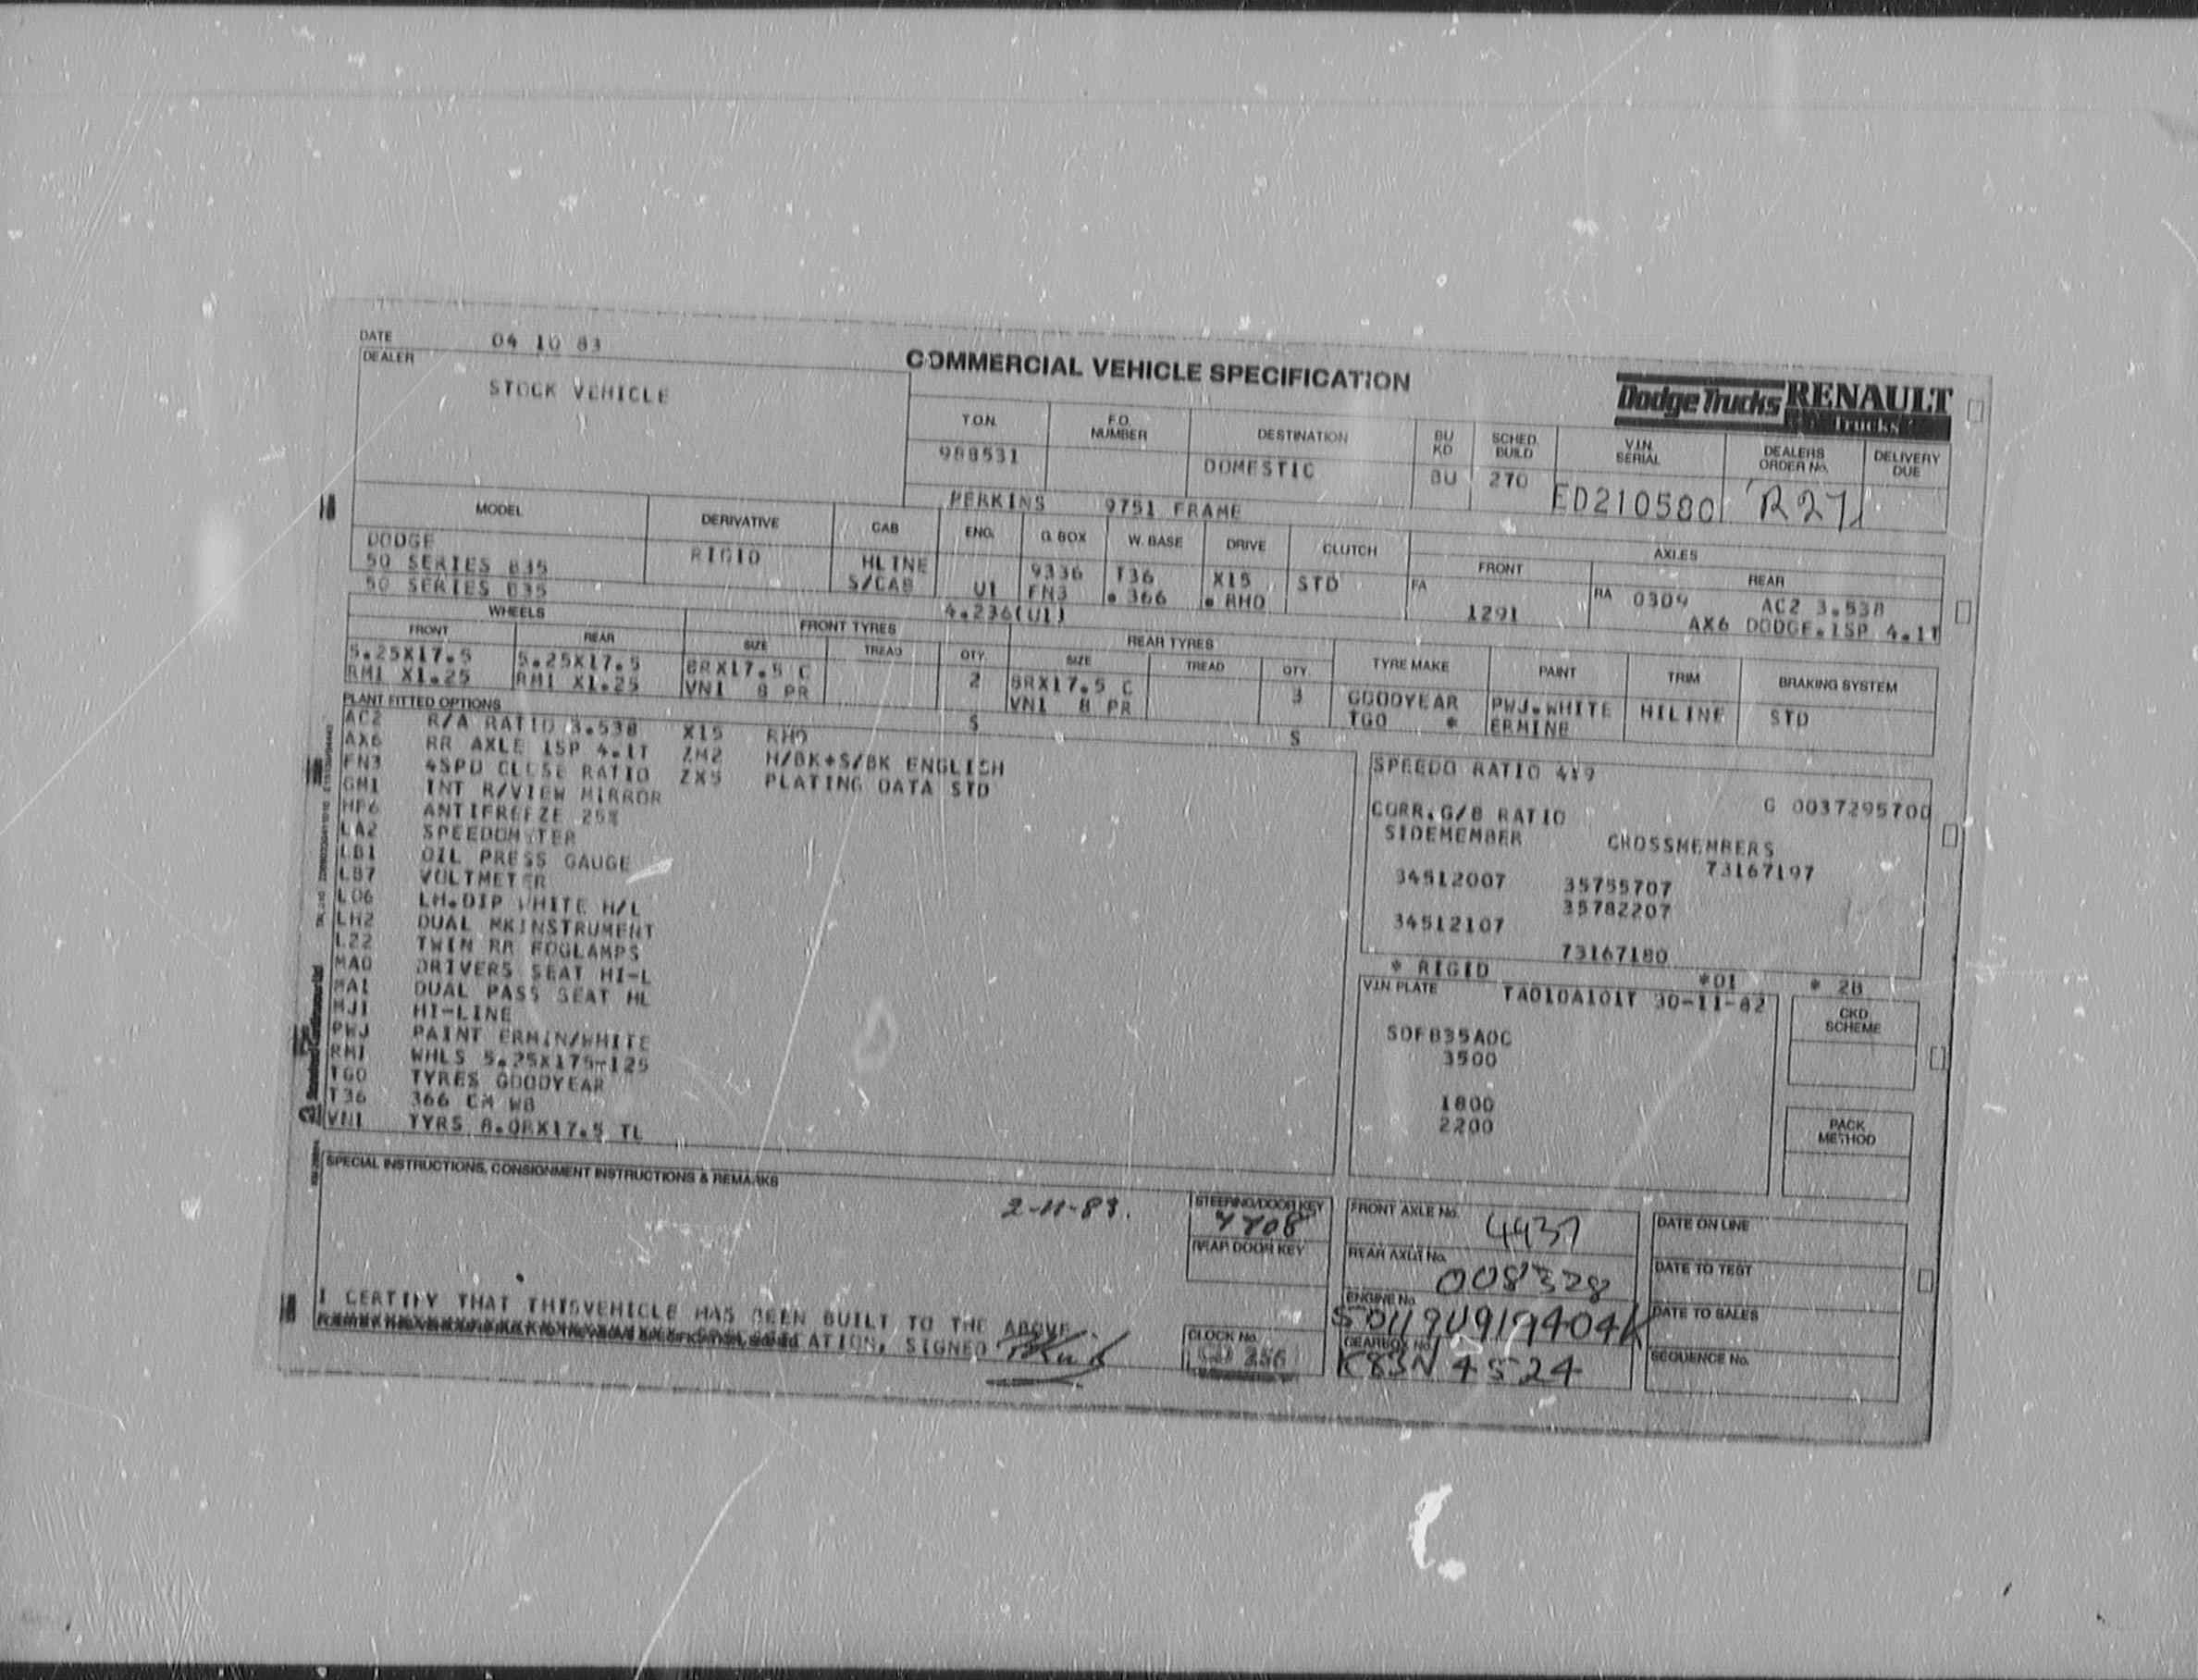 DATE 04 10 83
DEALER
STOCK VEHICLE
COMMERCIAL VEHICLE SPECIFICATION
Dodge Trucks RENAULT Trucks
T.O.N. F.O. NUMBER DESTINATION BU KD SCHED. BUILD V.I.N. SERIAL DEALERS ORDER No. DELIVERY DUE
988531 DOMESTIC BU 270 ED210580 R271
PERKINS 9751 FRAME
MODEL DERIVATIVE CAB ENG. G. BOX W. BASE DRIVE CLUTCH AXLES
FRONT REAR
DODGE
50 SERIES B35 RIGID HLINE 9336 T36 X15 STD FA RA 0309 AC2 3.538
50 SERIES B35 S/CAB U1 FN3 * 366 * RHD 1291 AX6 DODGE.1SP 4.1T
4.236(U1)
WHEELS FRONT TYRES REAR TYRES
FRONT REAR SIZE TREAD QTY SIZE TREAD QTY TYRE MAKE PAINT TRIM BRAKING SYSTEM
5.25X17.5 5.25X17.5 8RX17.5 C 2 8RX17.5 C 3 GOODYEAR PWJ.WHITE HILINE STD
RM1 X1.25 RM1 X1.25 VN1 8 PR VN1 8 PR TGO * ERMINE
S S
PLANT FITTED OPTIONS
AC2 R/A RATIO 3.538 X15 RHD
AX6 RR AXLE 1SP 4.1T ZM2 H/BK+S/BK ENGLISH
FN3 4SPD CLOSE RATIO ZX5 PLATING DATA STD
GM1 INT R/VIEW MIRROR
HP6 ANTIFREEZE 25%
LA2 SPEEDOMETER
LB1 OIL PRESS GAUGE
LB7 VOLTMETER
LD6 LH.DIP WHITE H/L
LH2 DUAL MKINSTRUMENT
L22 TWIN RR FOGLAMPS
MA0 DRIVERS SEAT HI-L
MA1 DUAL PASS SEAT HL
MJ1 HI-LINE
PWJ PAINT ERMIN/WHITE
RM1 WHLS 5.25X175-125
TGO TYRES GOODYEAR
T36 366 CM WB
VN1 TYRS 8.0RX17.5 TL
SPEEDO RATIO 4X9
G 0037295700
CORR.G/B RATIO
SIDEMEMBER CROSSMEMBERS
73167197
34512007 35755707
35782207
34512107
73167180
* RIGID *01 * 28
VIN PLATE TA010A101T 30-11-82
SDFB35A0C
3500
1800
2200
CKD SCHEME
PACK METHOD
SPECIAL INSTRUCTIONS, CONSIGNMENT INSTRUCTIONS & REMARKS
2-11-83.
STEERING/DOOR KEY
REAR DOOR KEY
FRONT AXLE No. 4437
REAR AXLE No. 008328
ENGINE No.
GEARBOX No. K83N 4524
DATE ON LINE
DATE TO TEST
DATE TO SALES
SEQUENCE No.
I CERTIFY THAT THISVEHICLE HAS BEEN BUILT TO THE ABOVE
SIGNED
CLOCK No.
CD 256